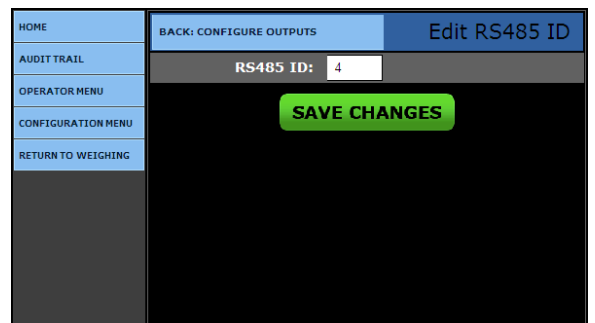 HOME
AUDIT TRAIL
OPERATOR MENU
CONFIGURATION MENU
RETURN TO WEIGHING
BACK: CONFIGURE OUTPUTS
Edit RS485 ID
RS485 ID: 4
SAVE CHANGES